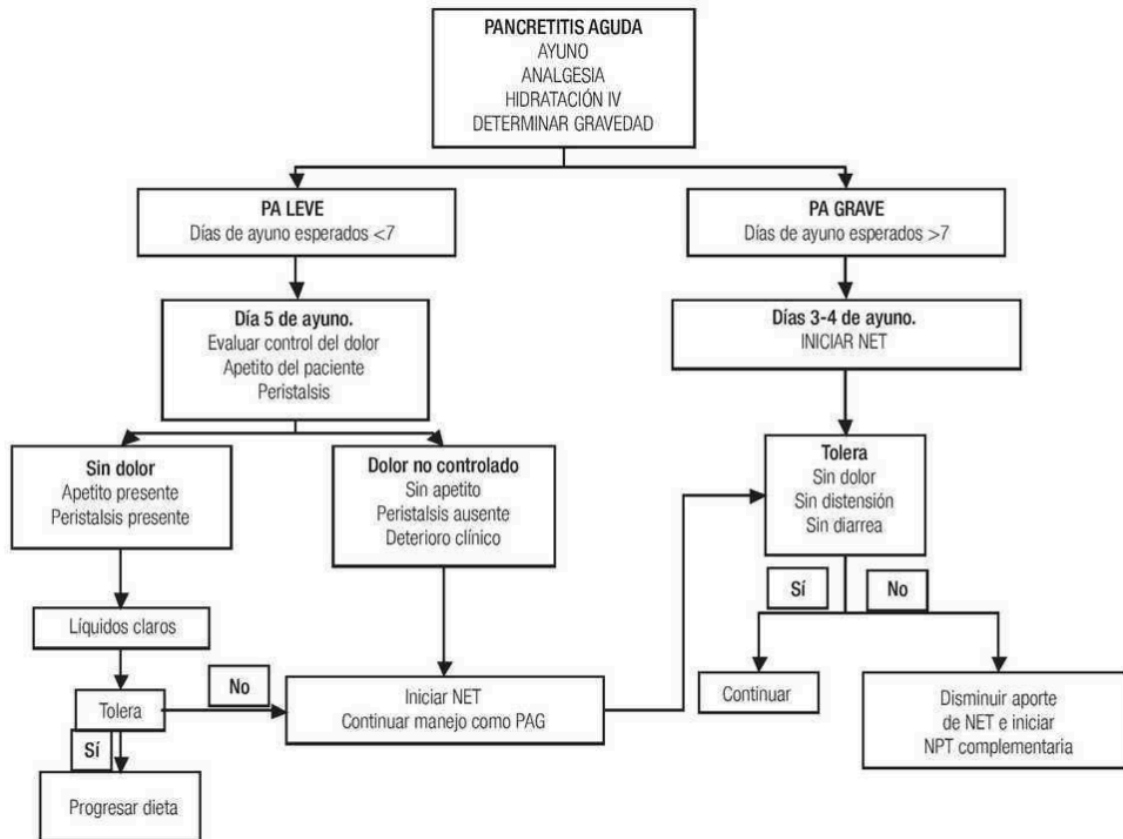 PANCRETITIS AGUDA
AYUNO
ANALGESIA
HIDRATACIÓN IV
DETERMINAR GRAVEDAD
PA LEVE
Días de ayuno esperados <7
PA GRAVE
Días de ayuno esperados >7
Día 5 de ayuno.
Evaluar control del dolor
Apetito del paciente
Peristalsis
Días 3-4 de ayuno.
INICIAR NET
Sin dolor
Apetito presente
Peristalsis presente
Dolor no controlado
Sin apetito
Peristalsis ausente
Deterioro clínico
Tolera
Sin dolor
Sin distensión
Sin diarrea
Sí
No
Líquidos claros
Tolera
No
Sí
Iniciar NET
Continuar manejo como PAG
Continuar
Disminuir aporte
de NET e iniciar
NPT complementaria
Progresar dieta